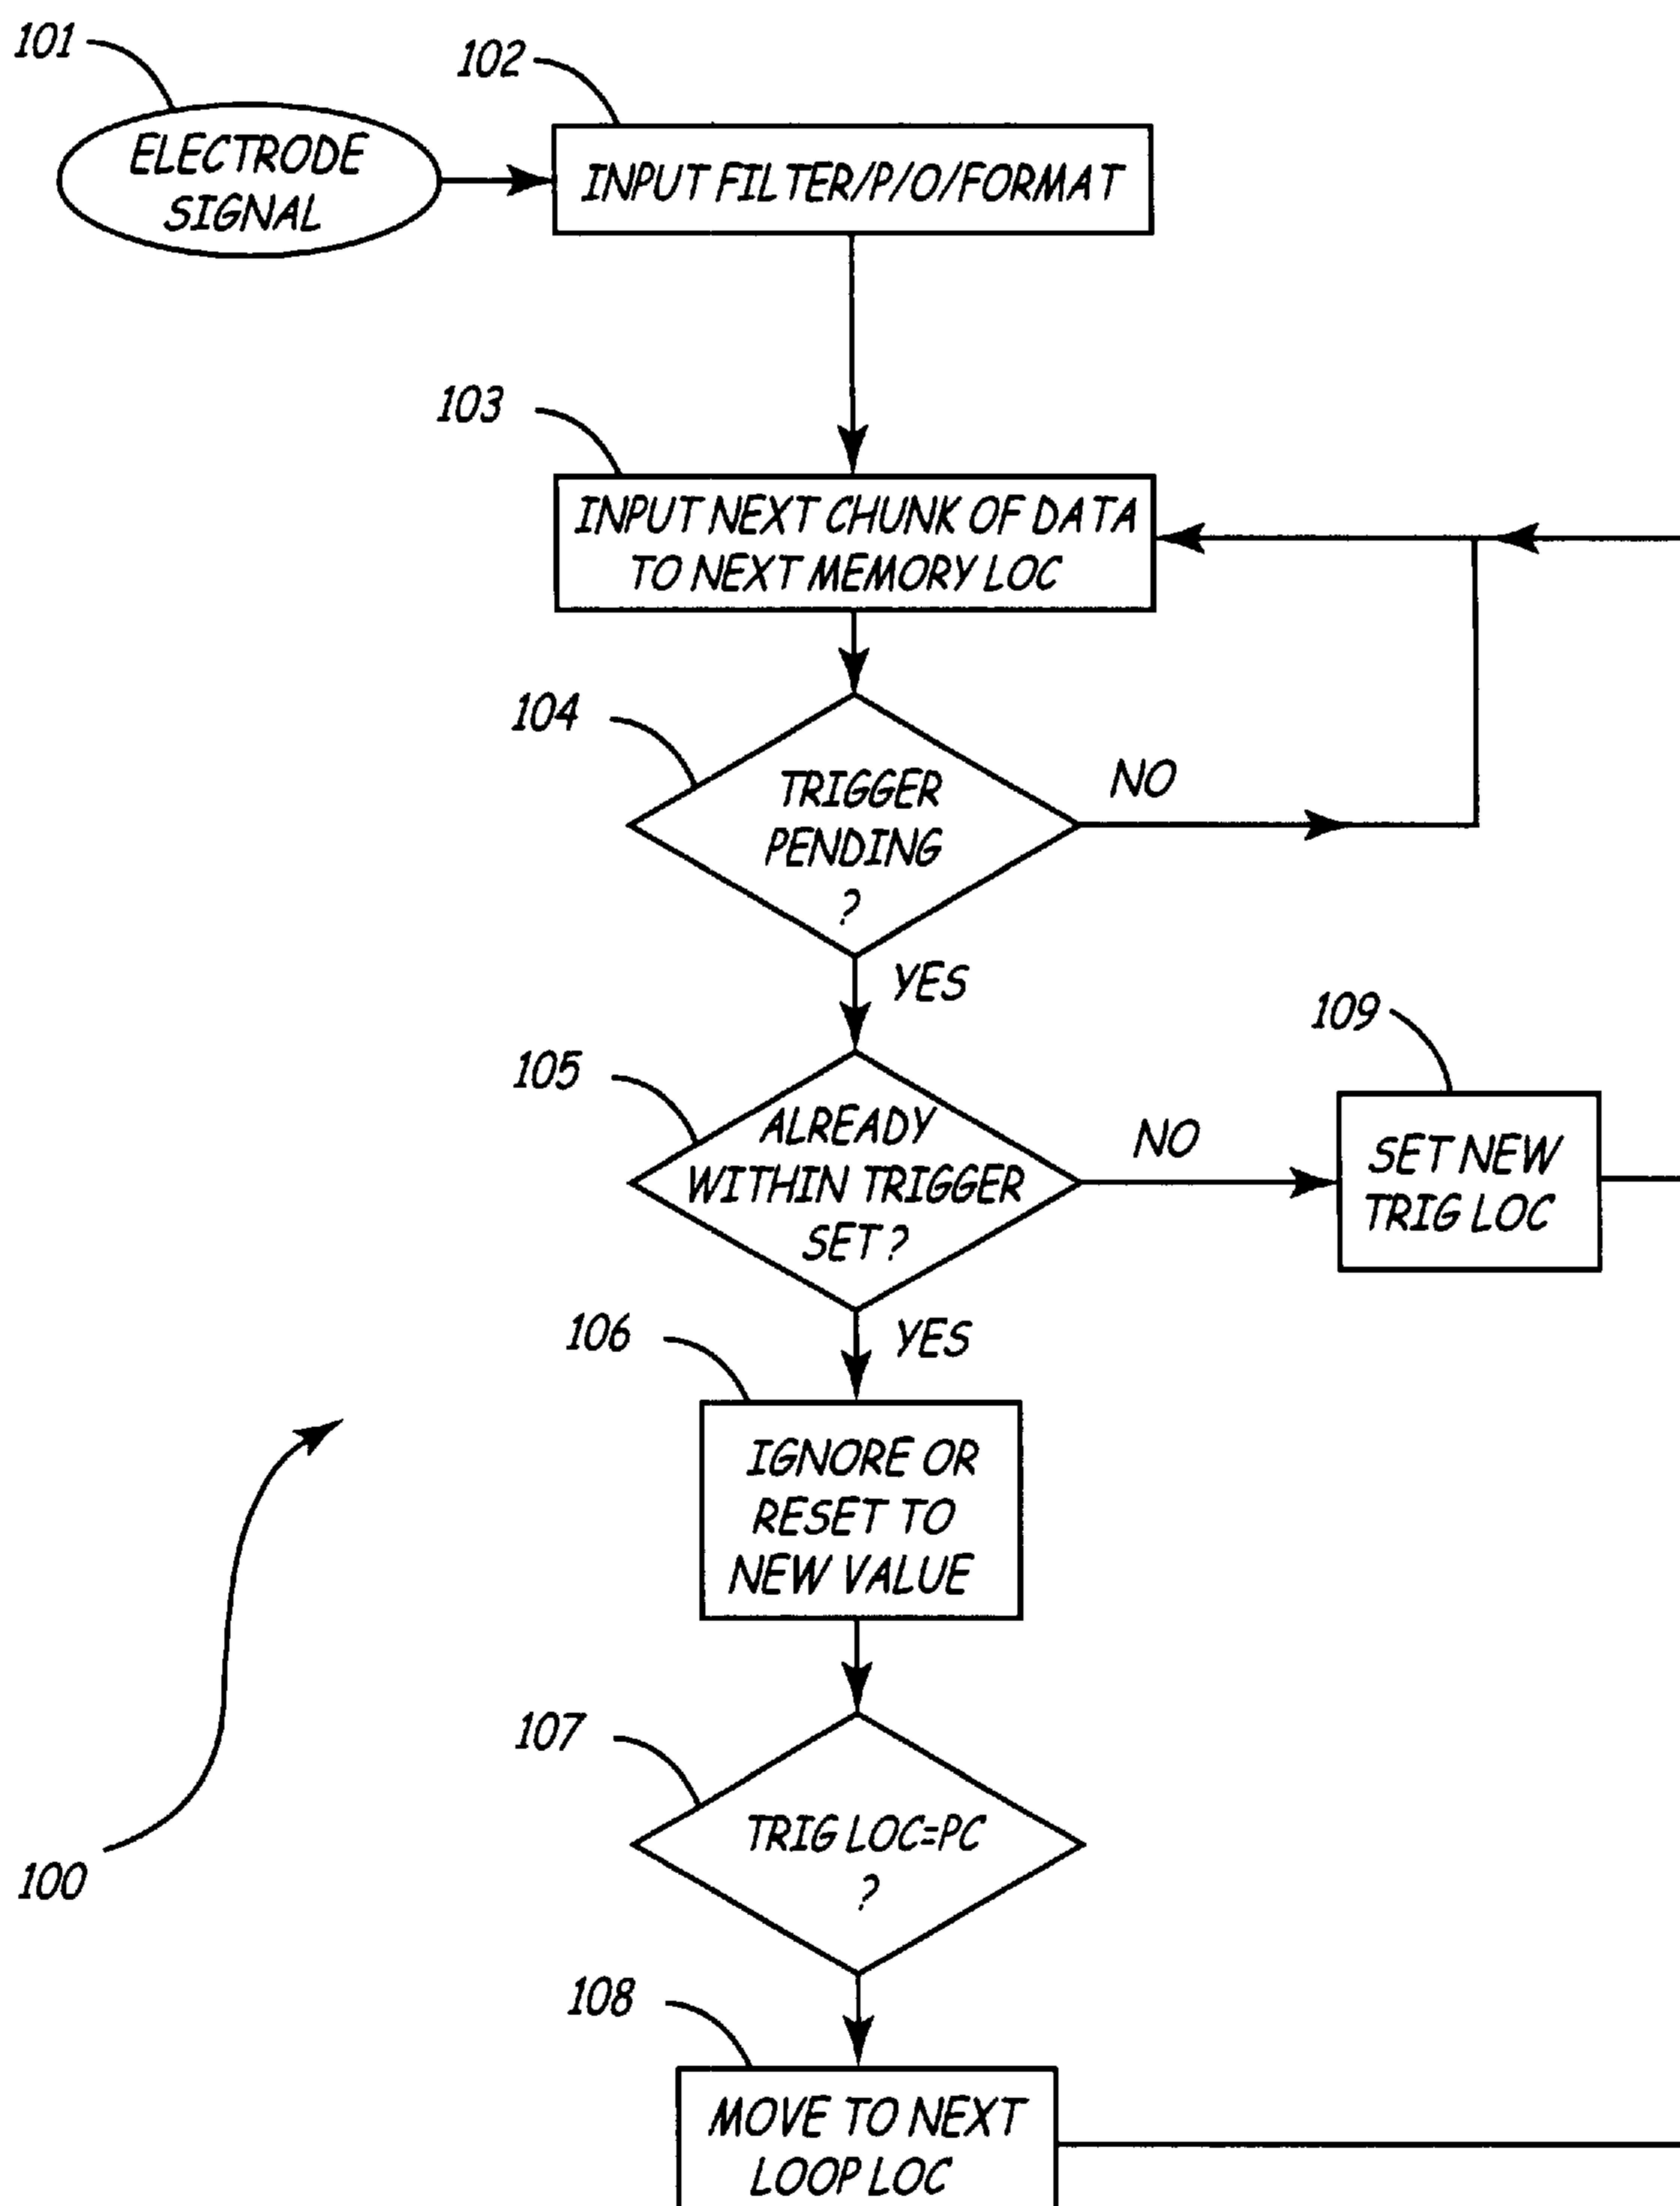 101
ELECTRODE
SIGNAL
102
INPUT FILTER/P/O/FORMAT
103
INPUT NEXT CHUNK OF DATA
TO NEXT MEMORY LOC
104
TRIGGER
PENDING
?
NO
YES
105
ALREADY
WITHIN TRIGGER
SET ?
NO
109
SET NEW
TRIG LOC
YES
106
IGNORE OR
RESET TO
NEW VALUE
107
TRIG LOC=PC
?
100
108
MOVE TO NEXT
LOOP LOC